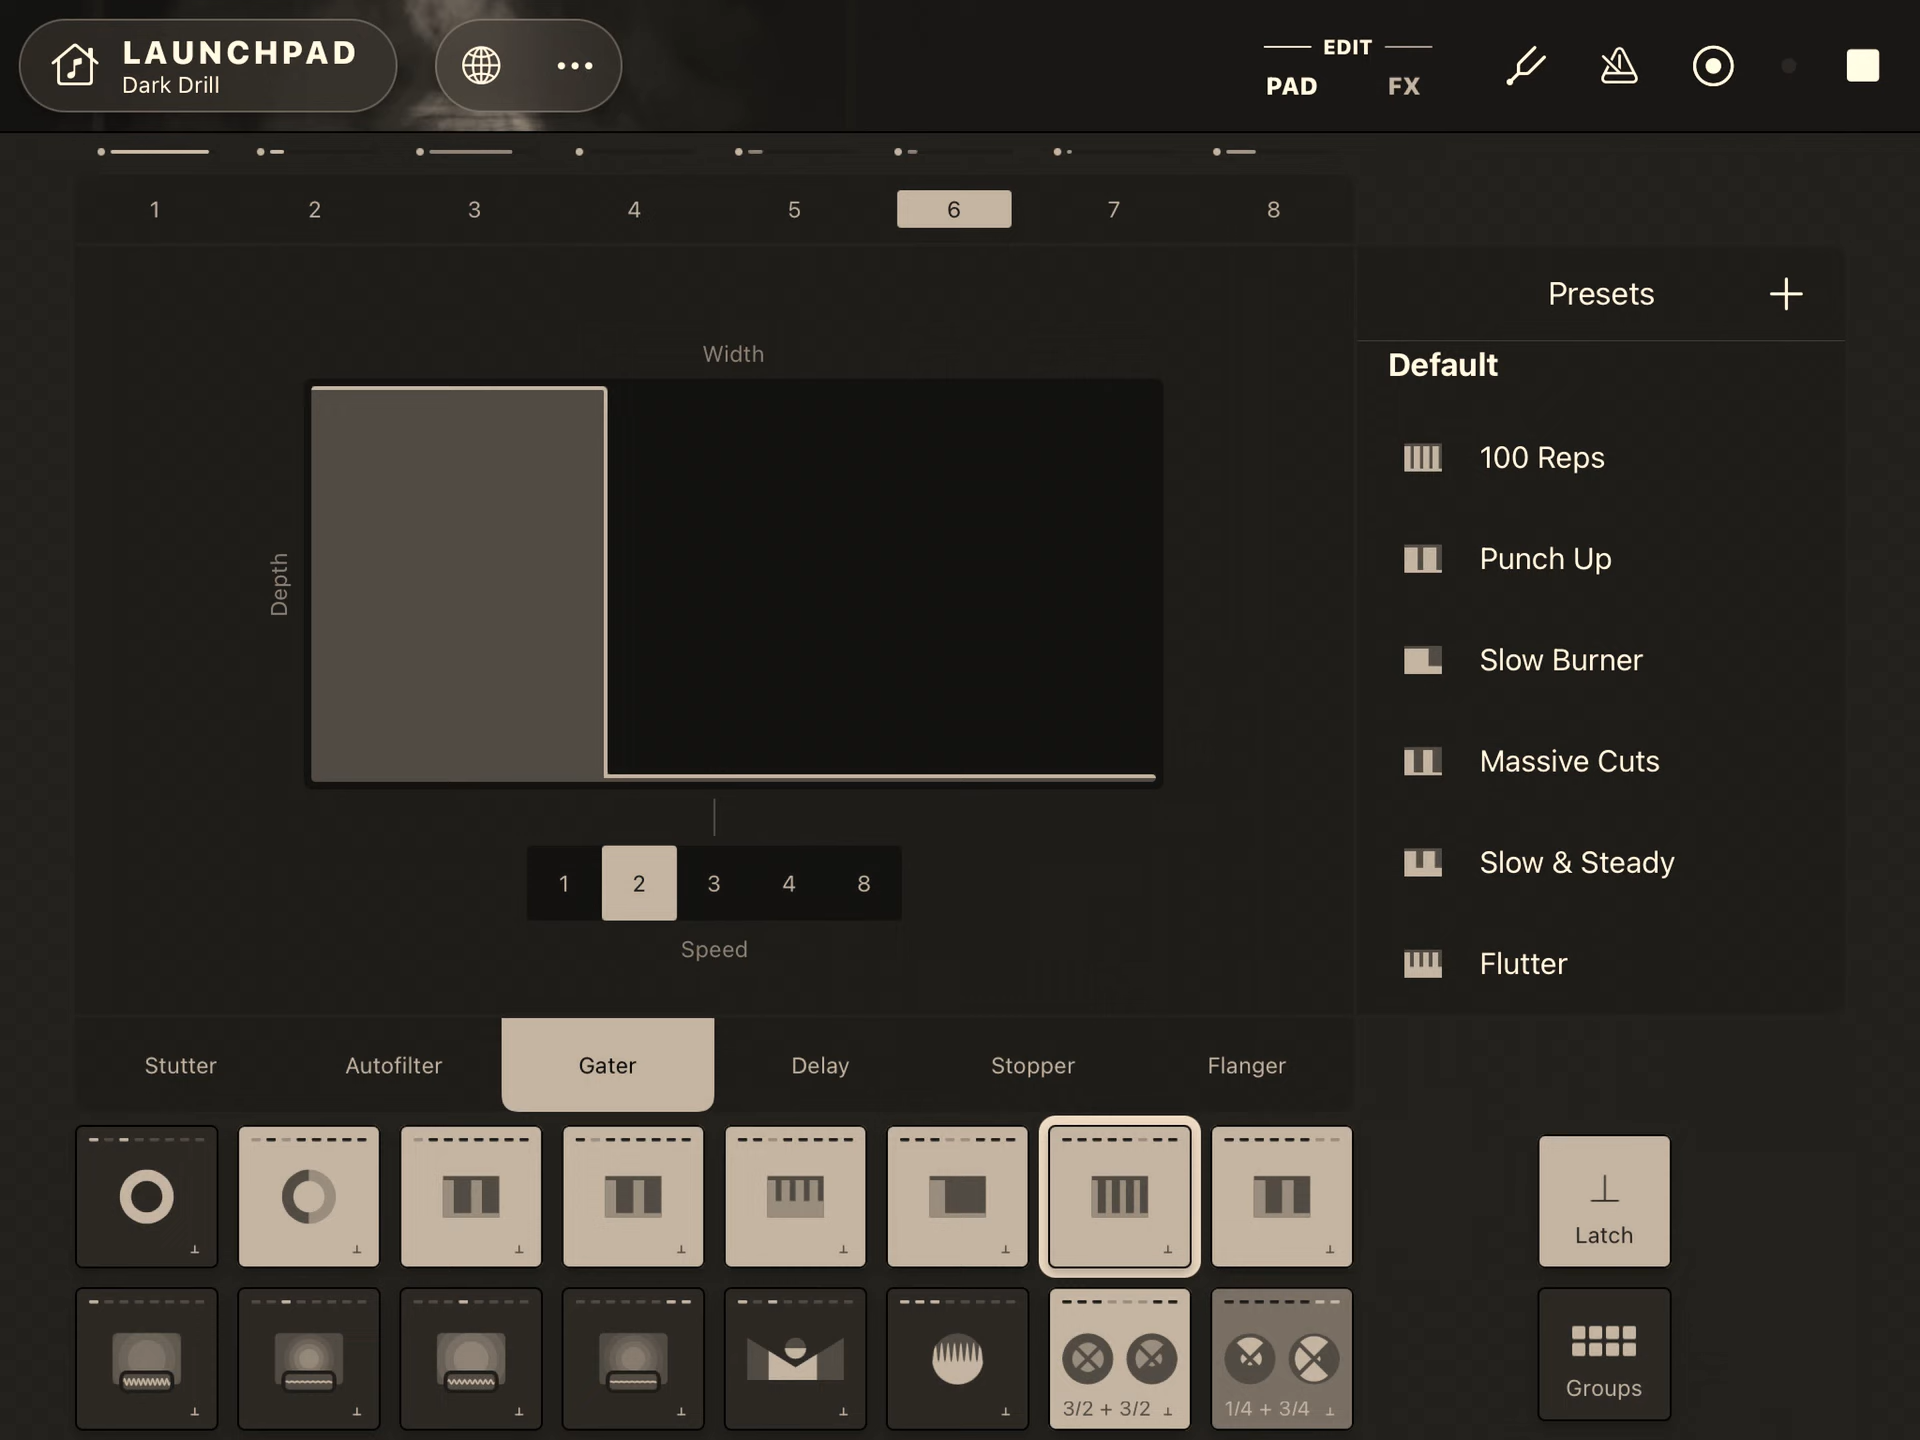 LAUNCHPAD
Dark Drill
EDIT
PAD FX
1 2 3 4 5 6 7 8
Width
Depth
1 2 3 4 8
Speed
Presets
Default
100 Reps
Punch Up
Slow Burner
Massive Cuts
Slow & Steady
Flutter
Stutter Autofilter Gater Delay Stopper Flanger
Latch
3/2 + 3/2 1/4 + 3/4
Groups